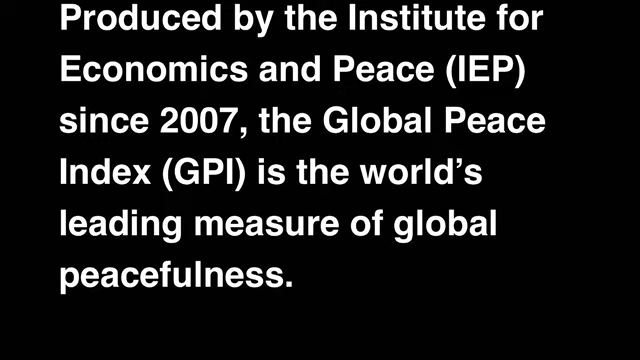 Produced by the Institute for
Economics and Peace (IEP)
since 2007, the Global Peace
Index (GPI) is the world’s
leading measure of global
peacefulness.